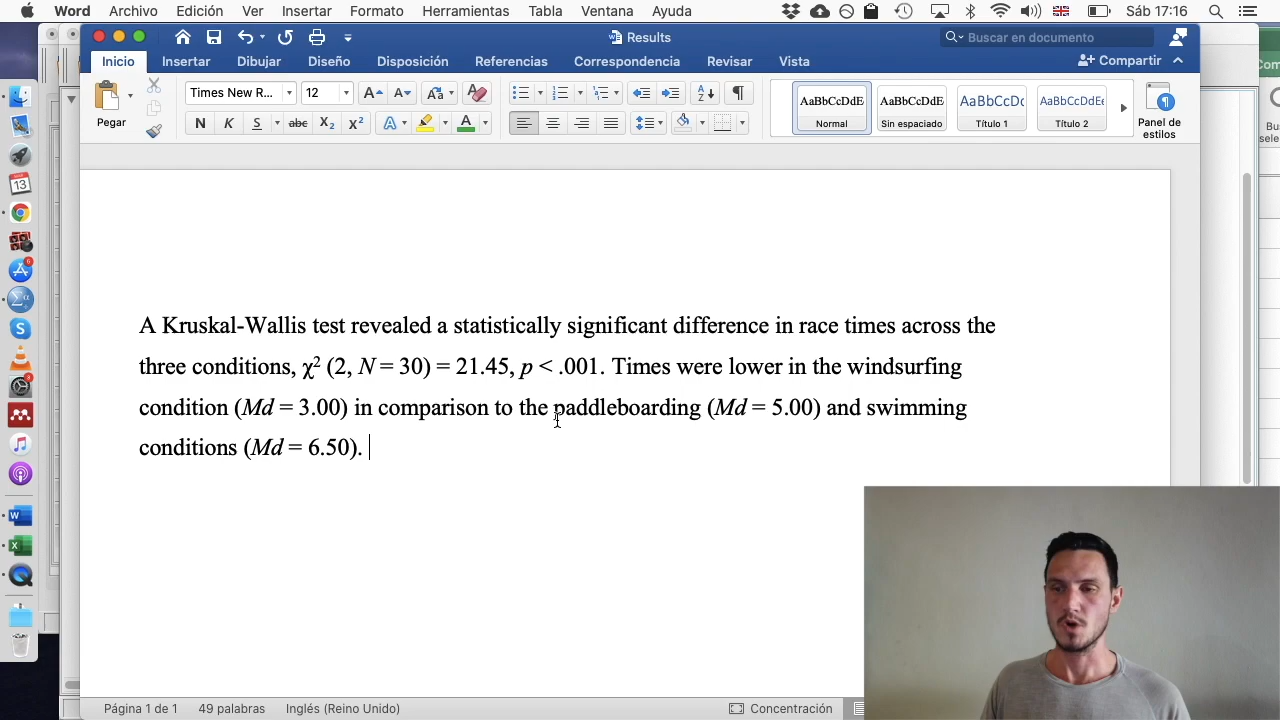 Word Archivo Edición Ver Insertar Formato Herramientas Tabla Ventana Ayuda Sáb 17:16
Results
Buscar en documento
Inicio Insertar Dibujar Diseño Disposición Referencias Correspondencia Revisar Vista Compartir
Pegar
Times New R... 12
N K S abc X₂ X²
AaBbCcDdE
Normal
AaBbCcDdE
Sin espaciado
AaBbCcDc
Título 1
AaBbCcDdEe
Título 2
Panel de
estilos
A Kruskal-Wallis test revealed a statistically significant difference in race times across the
three conditions, χ² (2, N = 30) = 21.45, p < .001. Times were lower in the windsurfing
condition (Md = 3.00) in comparison to the paddleboarding (Md = 5.00) and swimming
conditions (Md = 6.50).
Página 1 de 1 49 palabras Inglés (Reino Unido) Concentración